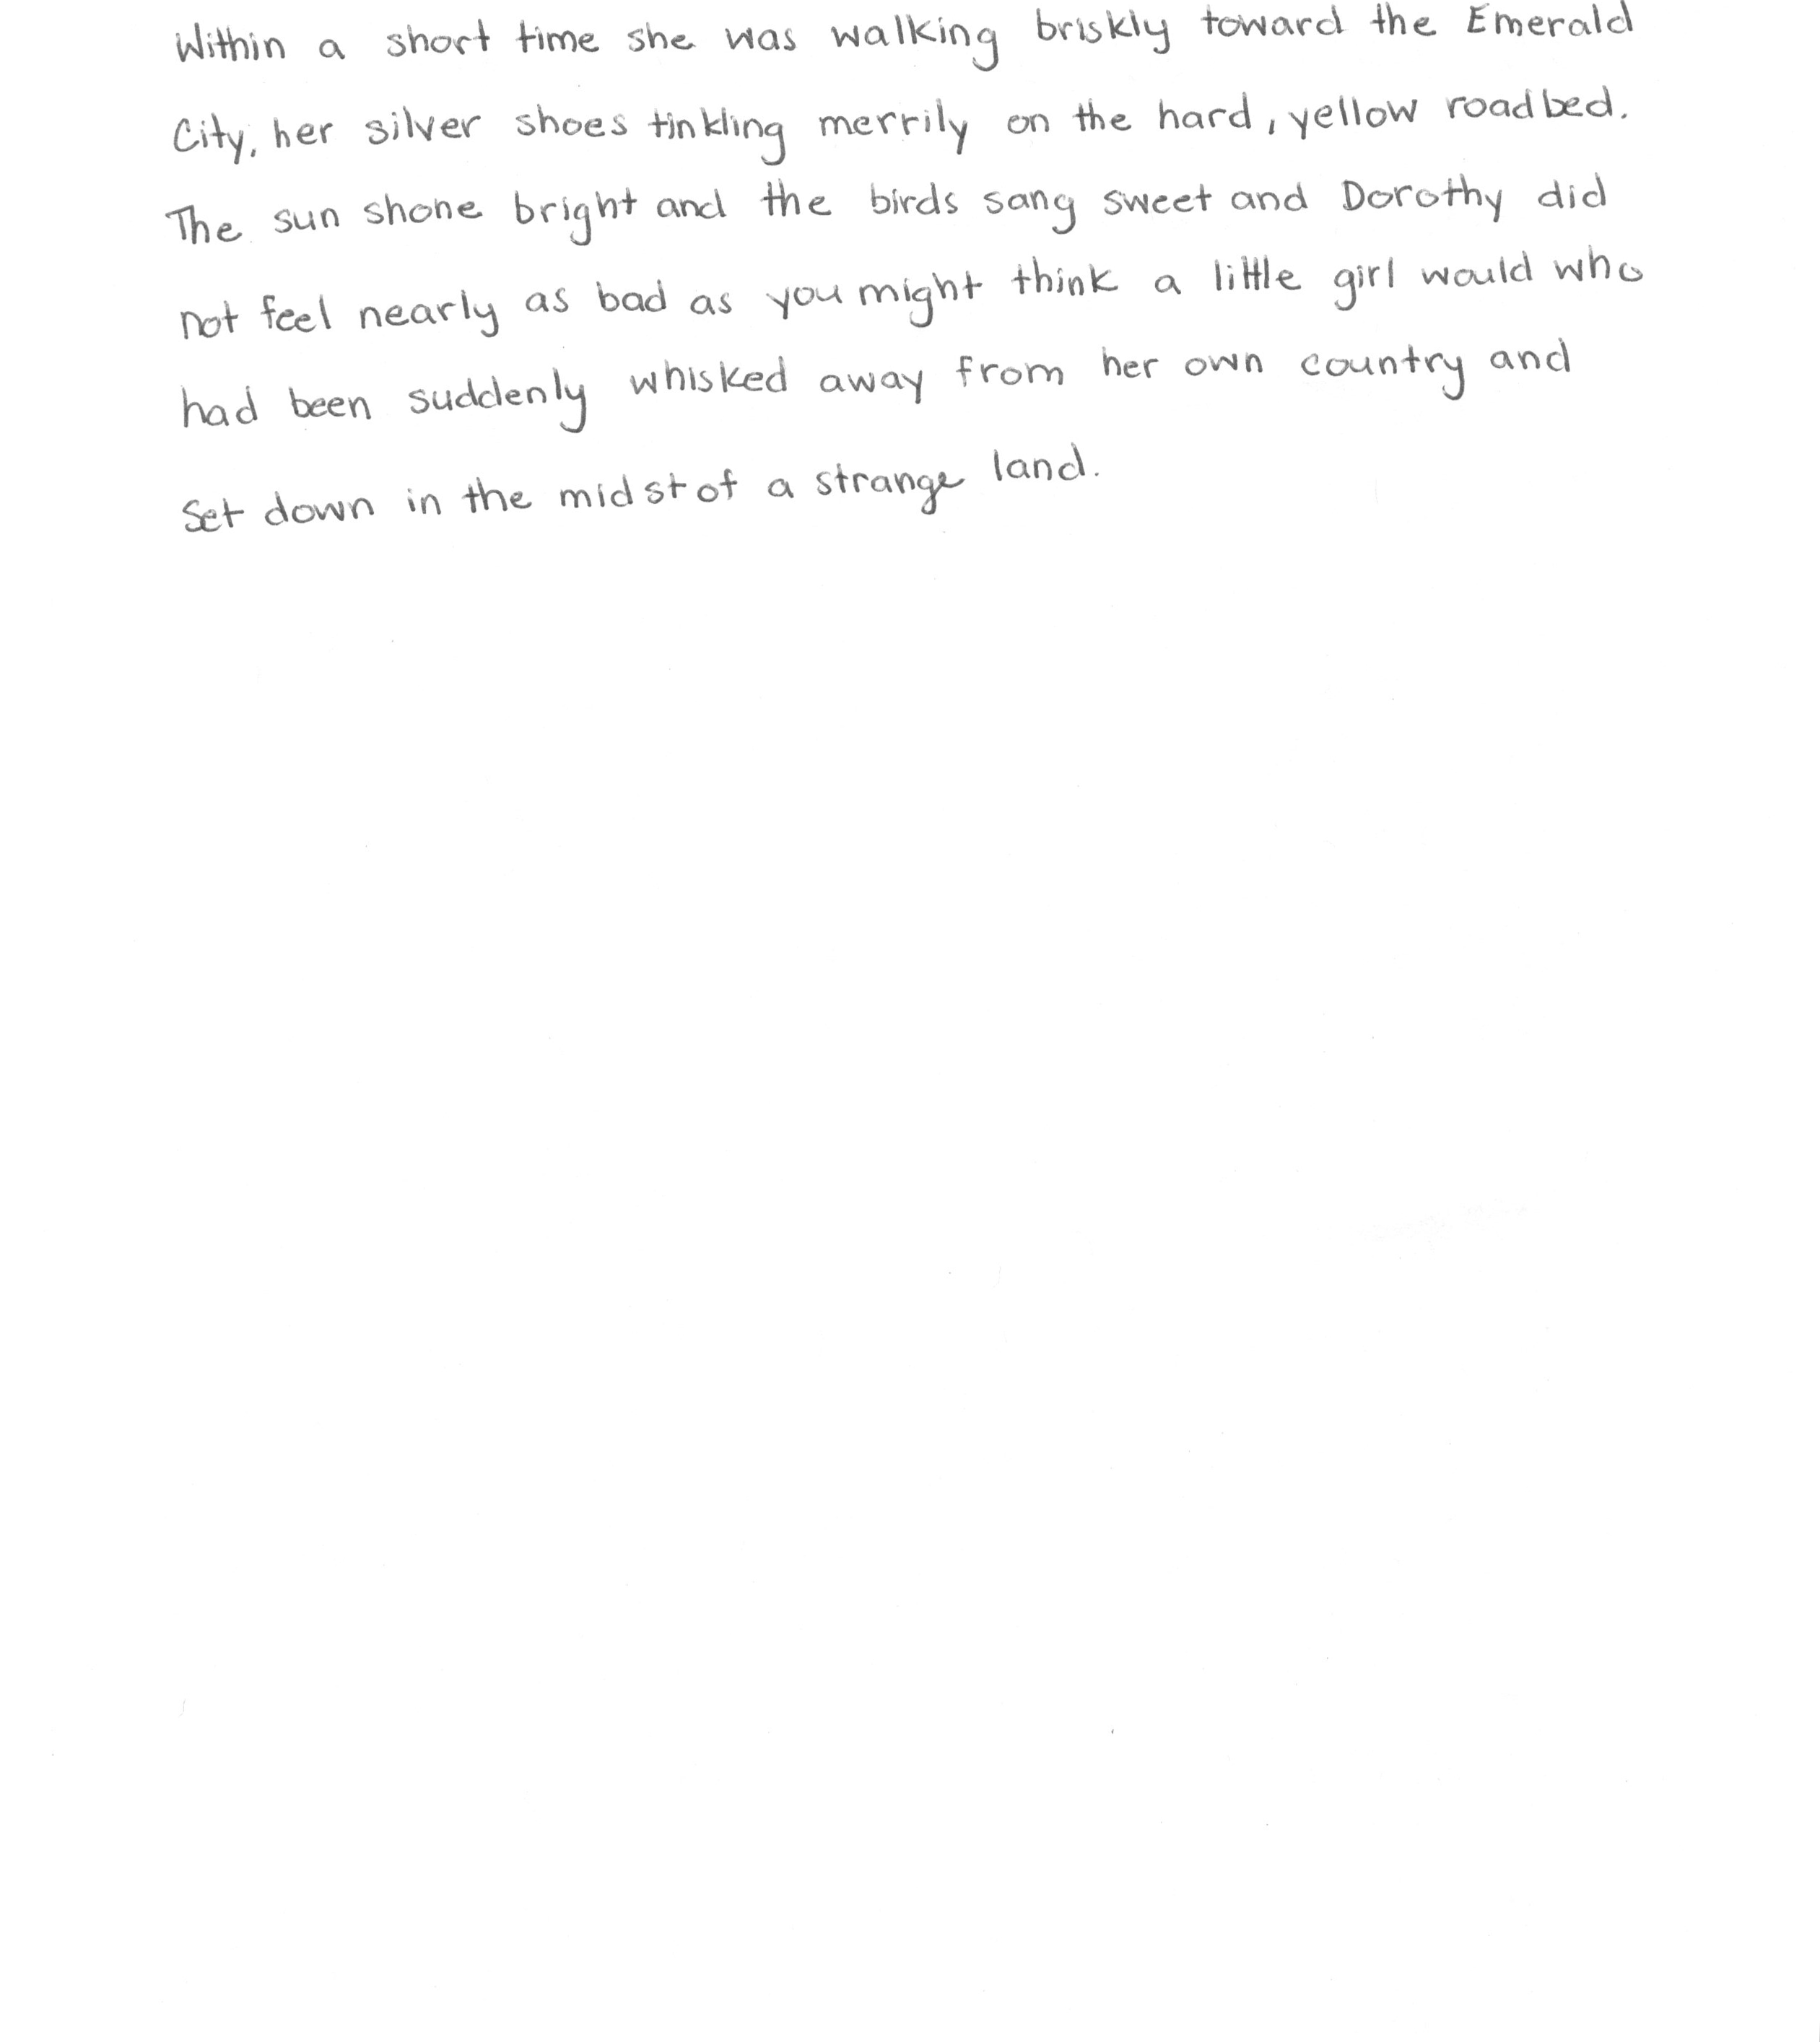 Within a short time she was walking briskly toward the Emerald
City, her silver shoes tinkling merrily on the hard, yellow roadbed.
The sun shone bright and the birds sang sweet and Dorothy did
not feel nearly as bad as you might think a little girl would who
had been suddenly whisked away from her own country and
set down in the midst of a strange land.